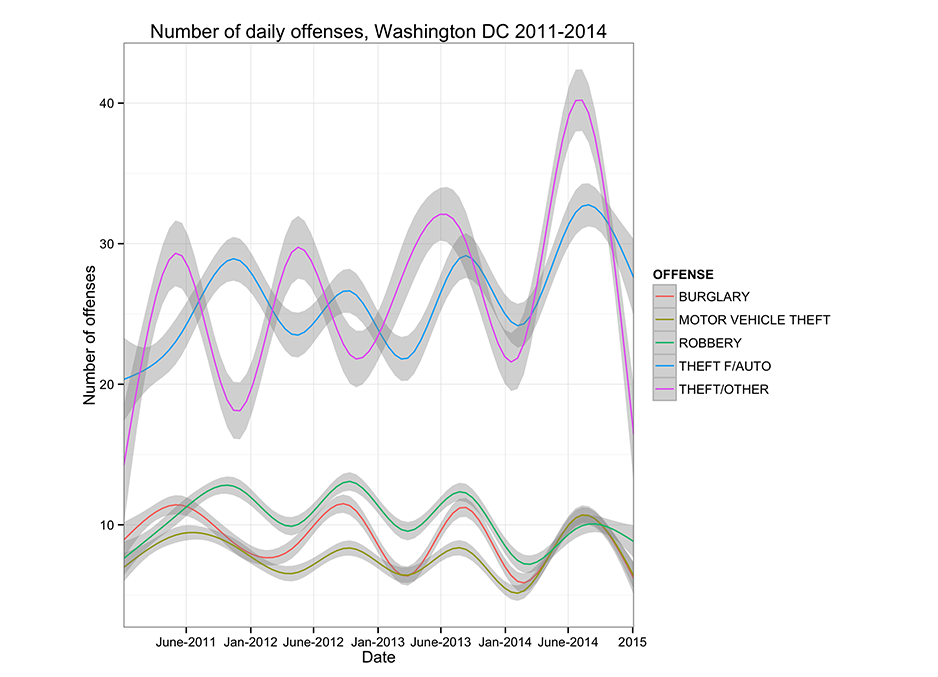 Number of daily offenses, Washington DC 2011-2014
Number of offenses
40
30
20
10
June-2011 Jan-2012 June-2012 Jan-2013 June-2013 Jan-2014 June-2014 2015
Date
OFFENSE
BURGLARY
MOTOR VEHICLE THEFT
ROBBERY
THEFT F/AUTO
THEFT/OTHER